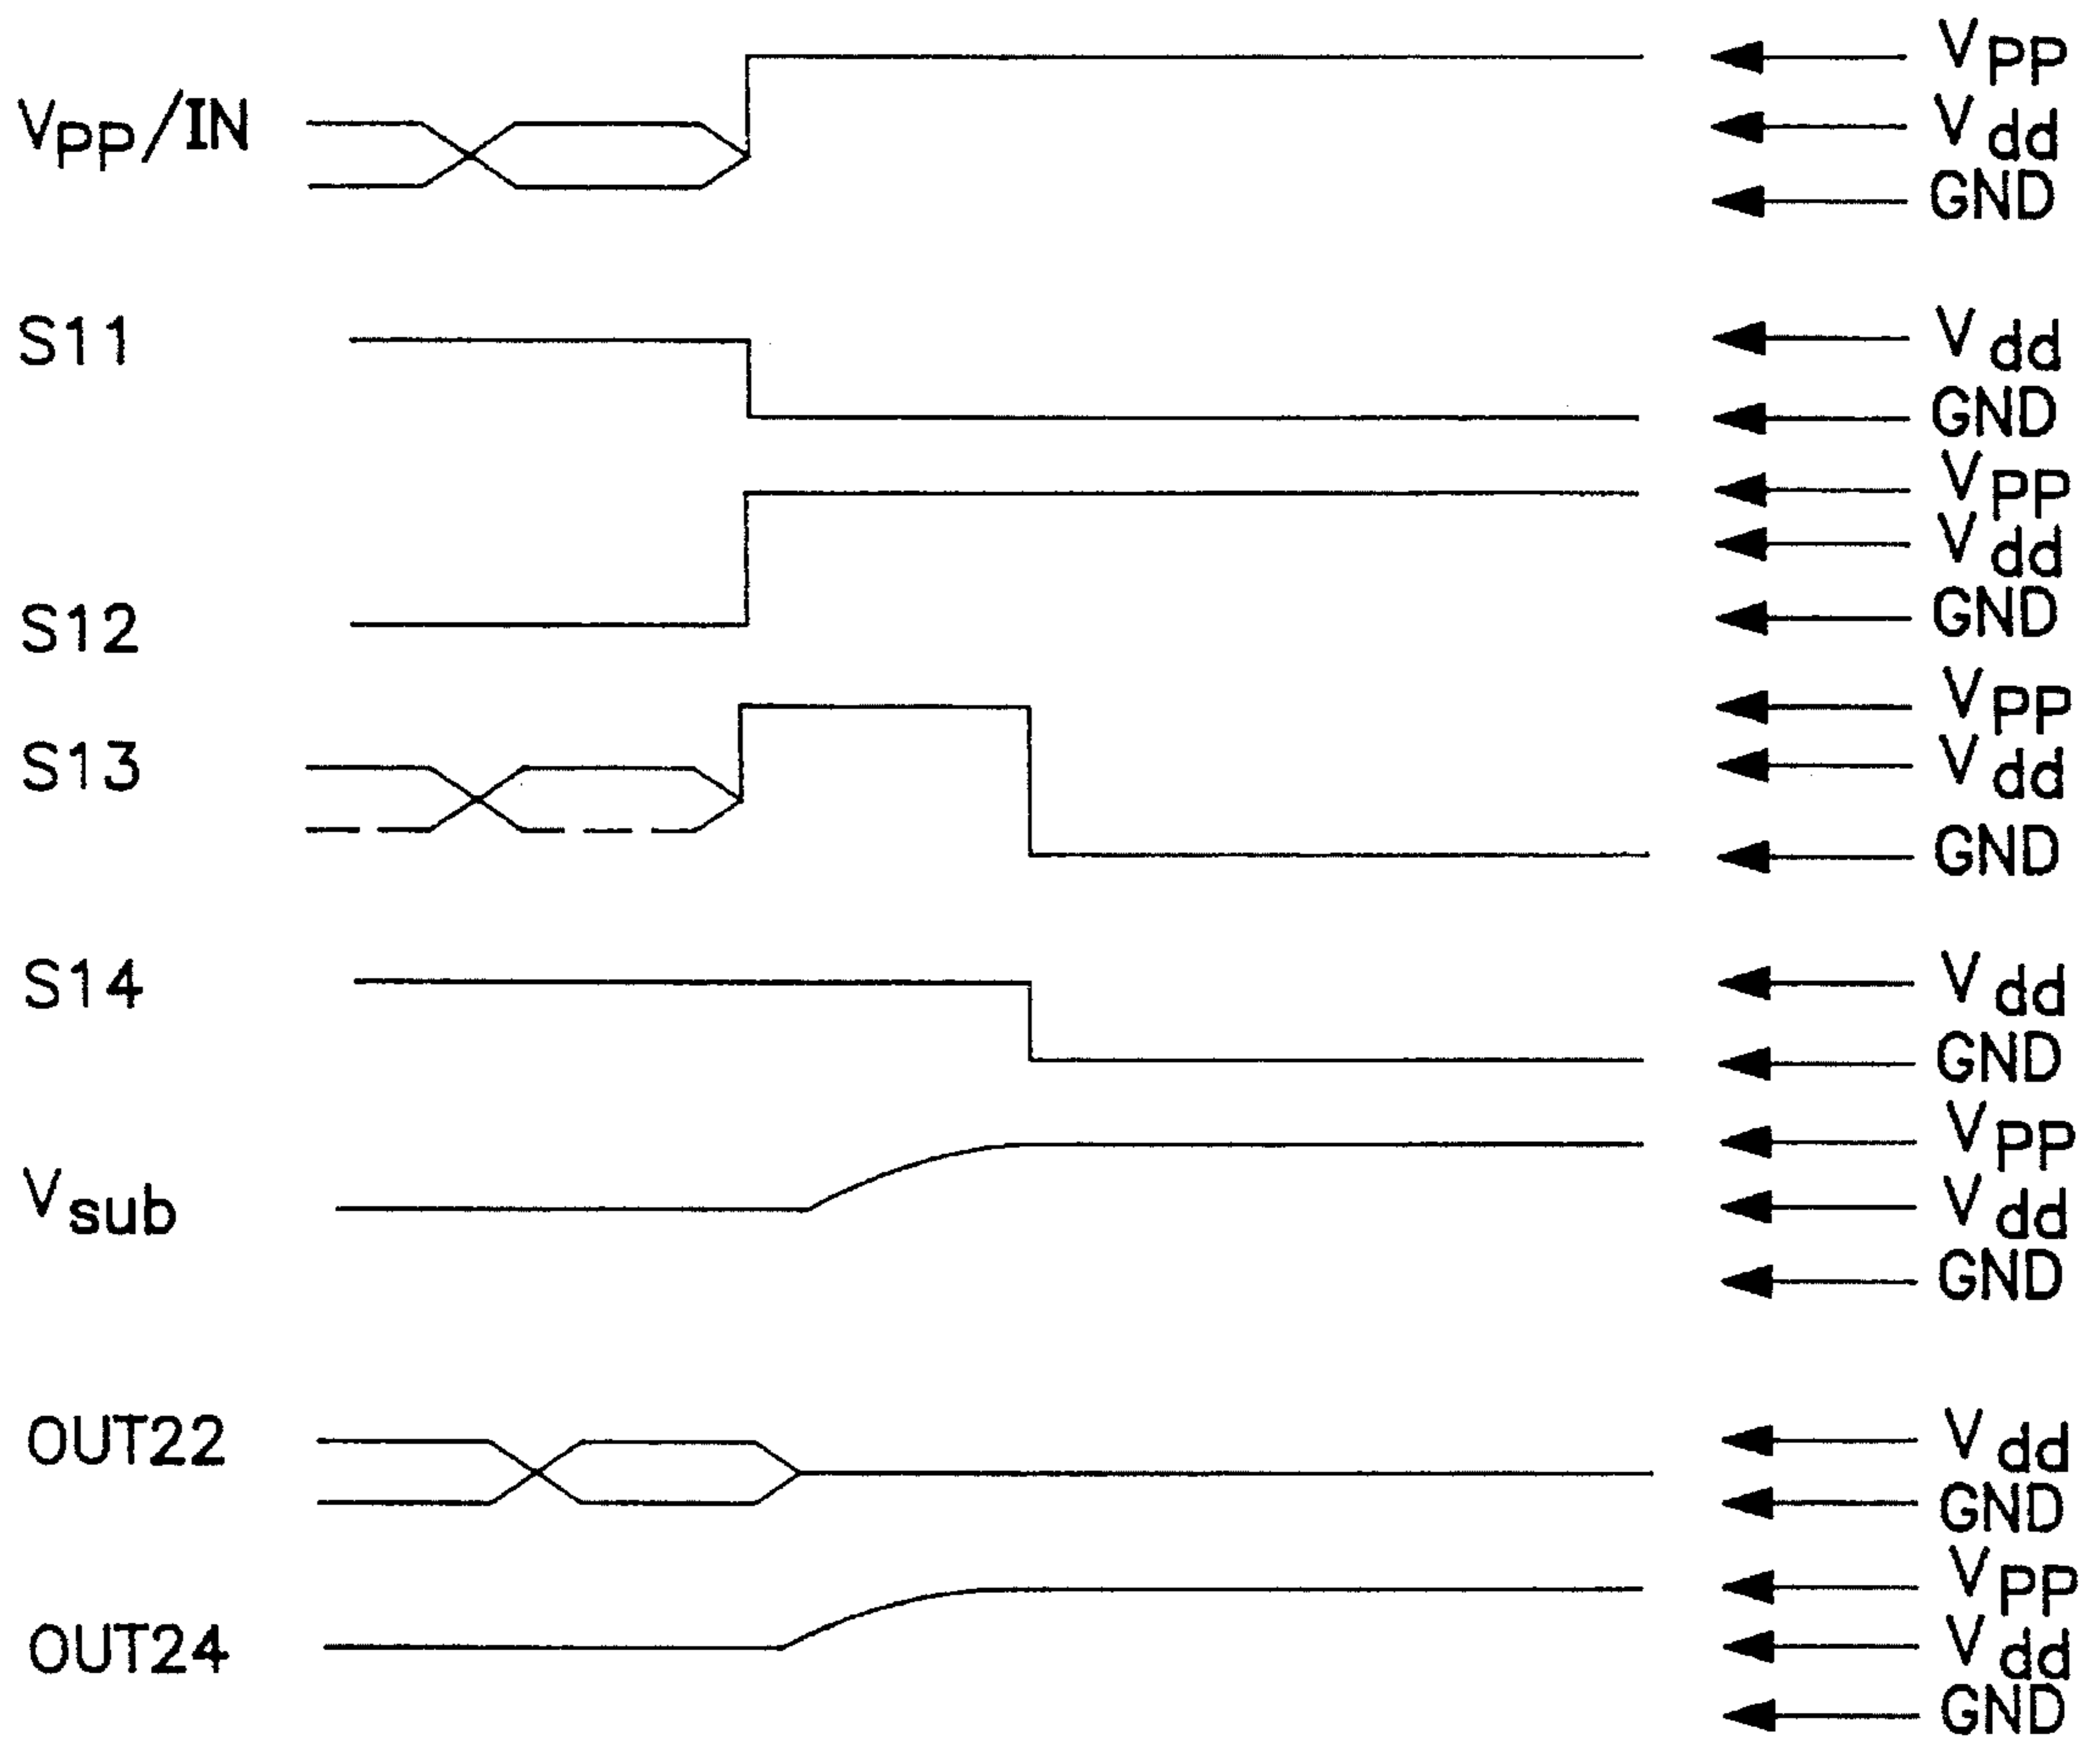 VPP
VPP/IN
Vdd
GND
S11
Vdd
GND
VPP
Vdd
S12
GND
VPP
S13
Vdd
GND
S14
Vdd
GND
VPP
Vsub
Vdd
GND
OUT22
Vdd
GND
VPP
OUT24
Vdd
GND